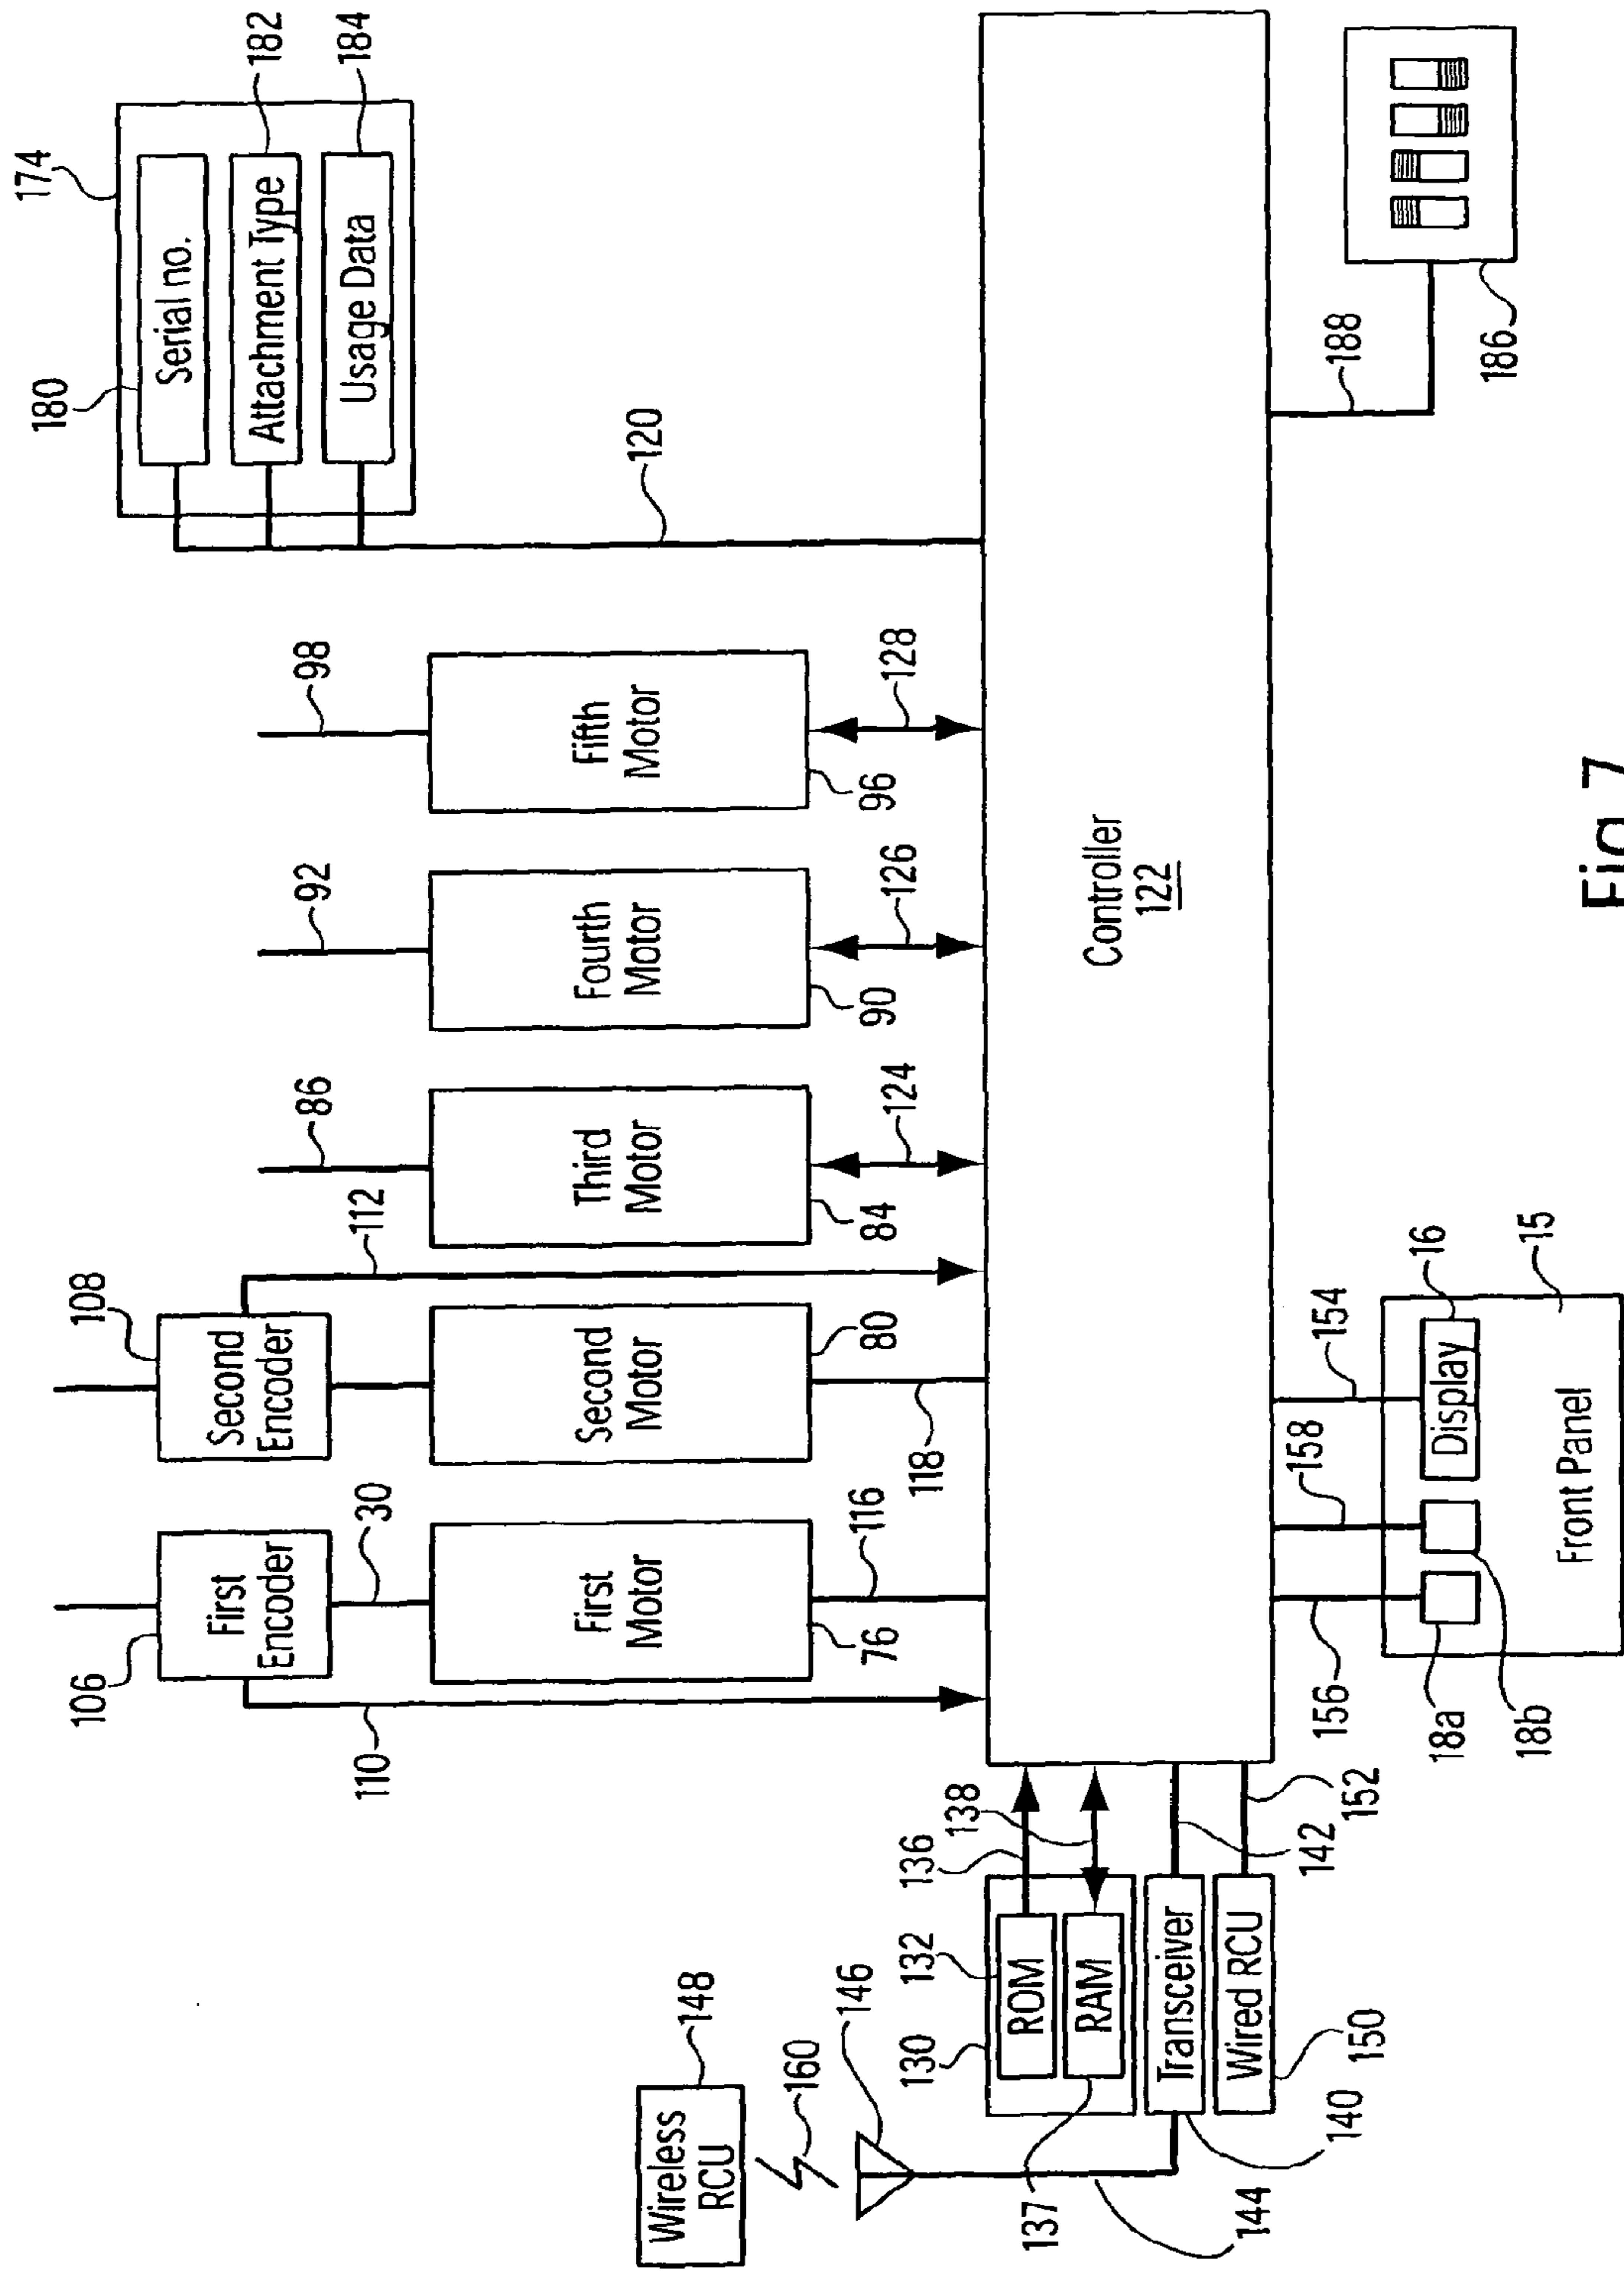 174
180
Serial no.
182
Attachment Type
184
Usage Data
120
108
Second
Encoder
106
First
Encoder
110
30
112
86
92
98
First
Motor
76
116
Second
Motor
80
118
Third
Motor
84
124
Fourth
Motor
90
126
Fifth
Motor
96
128
Wireless
RCU
148
160
146
144
130
132
ROM
136
RAM
137
138
Transceiver
140
142
Wired RCU
150
152
Controller
122
156
158
154
18a
18b
Display
16
15
Front Panel
188
186
Fig.7